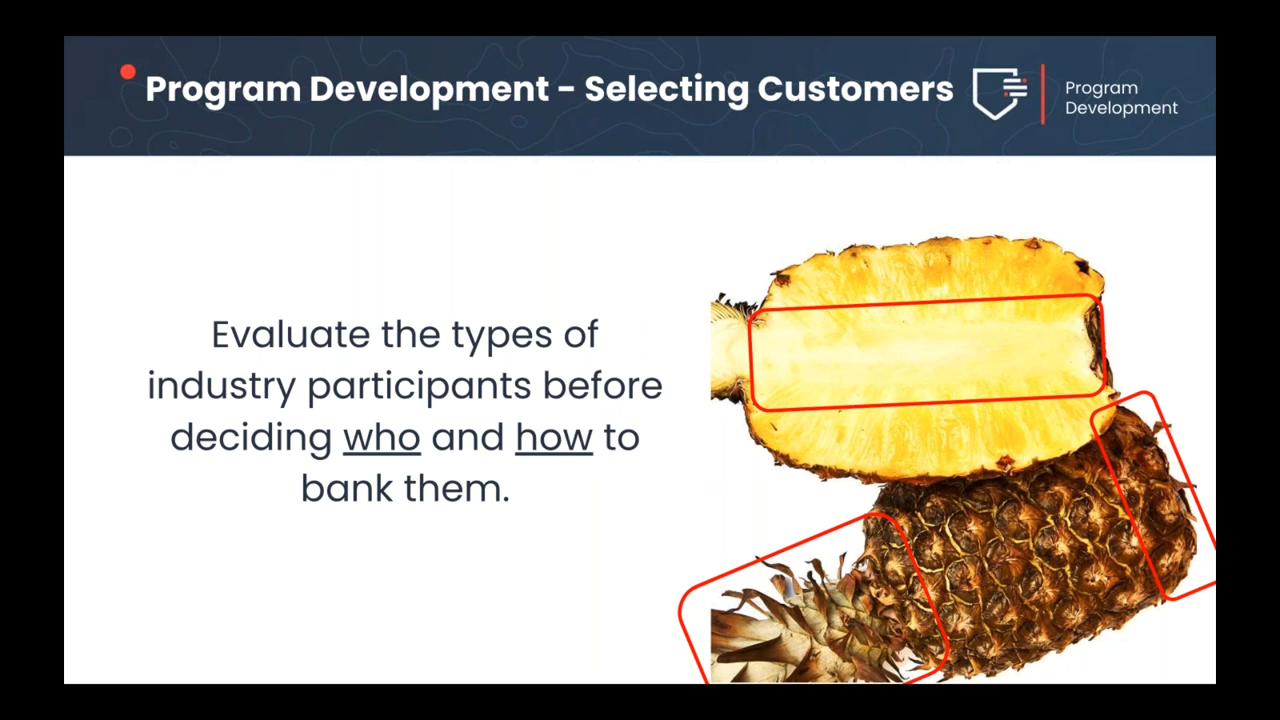 Program Development - Selecting Customers
Program
Development
Evaluate the types of
industry participants before
deciding who and how to
bank them.